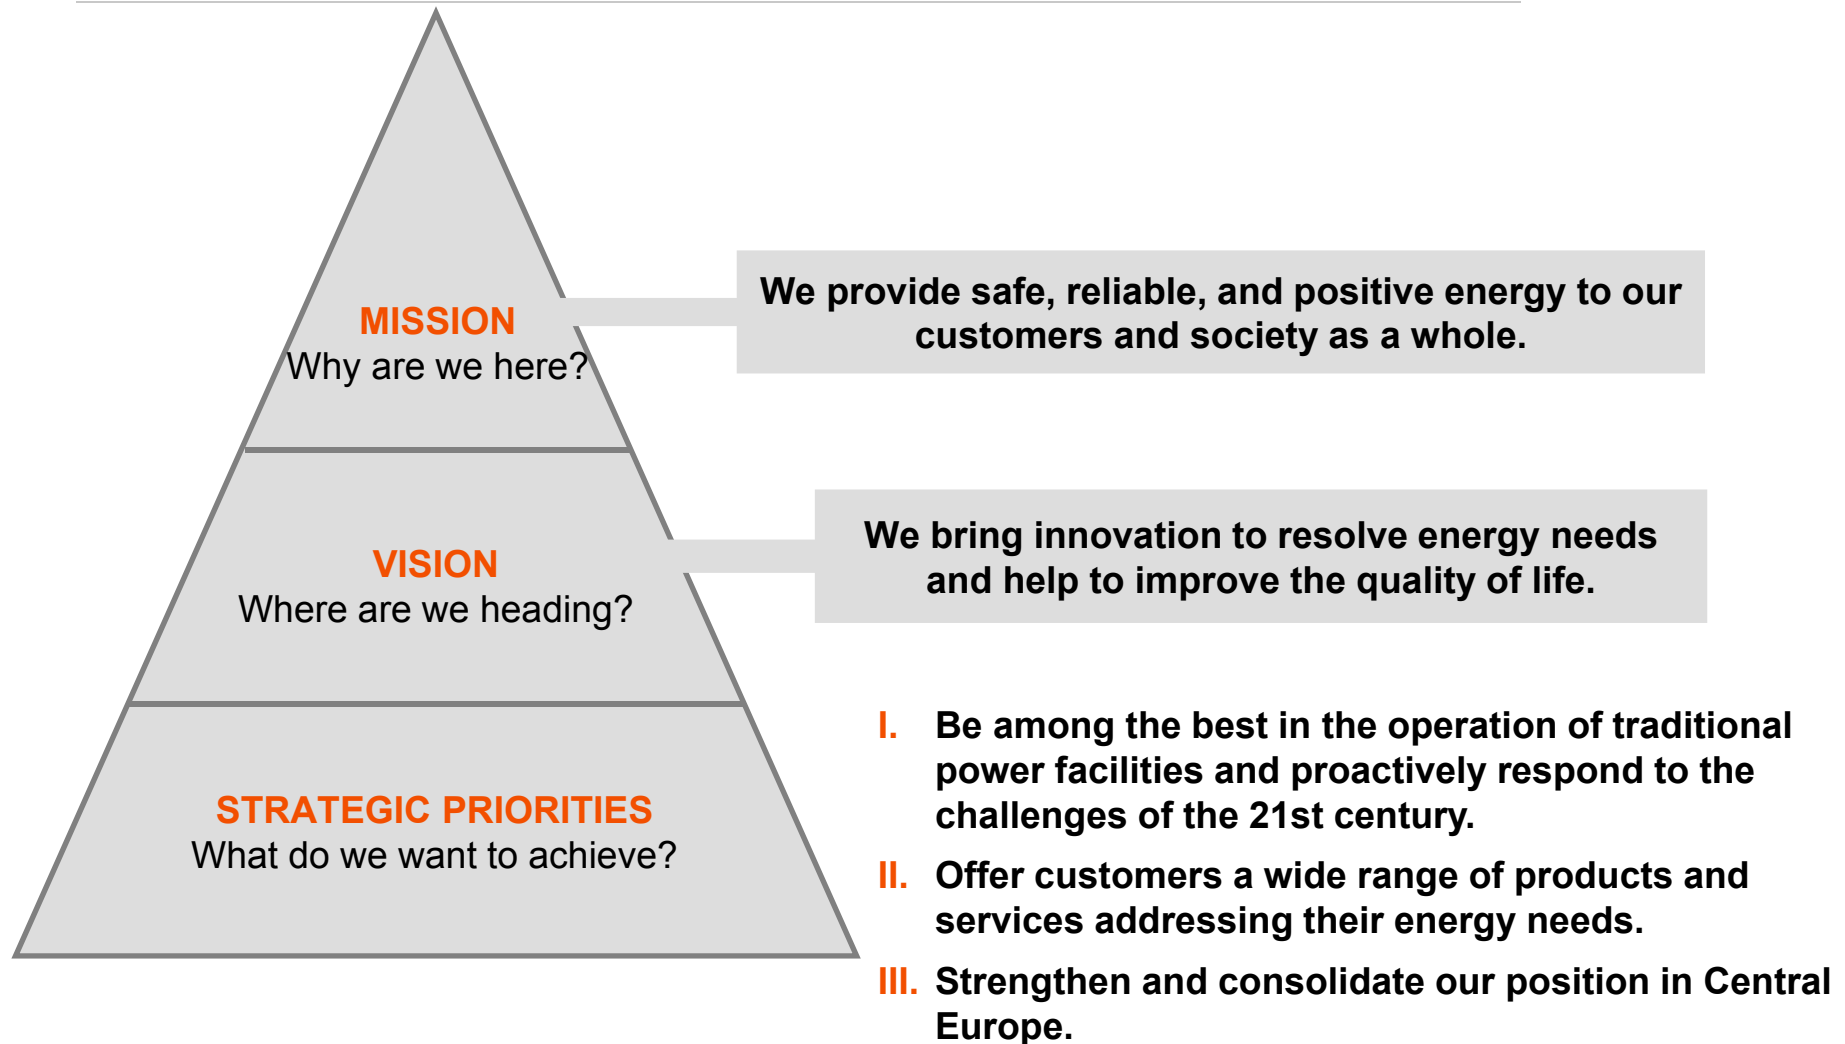 MISSION
Why are we here?
We provide safe, reliable, and positive energy to our
customers and society as a whole.
VISION
Where are we heading?
We bring innovation to resolve energy needs
and help to improve the quality of life.
STRATEGIC PRIORITIES
What do we want to achieve?
I. Be among the best in the operation of traditional
power facilities and proactively respond to the
challenges of the 21st century.
II. Offer customers a wide range of products and
services addressing their energy needs.
III. Strengthen and consolidate our position in Central
Europe.